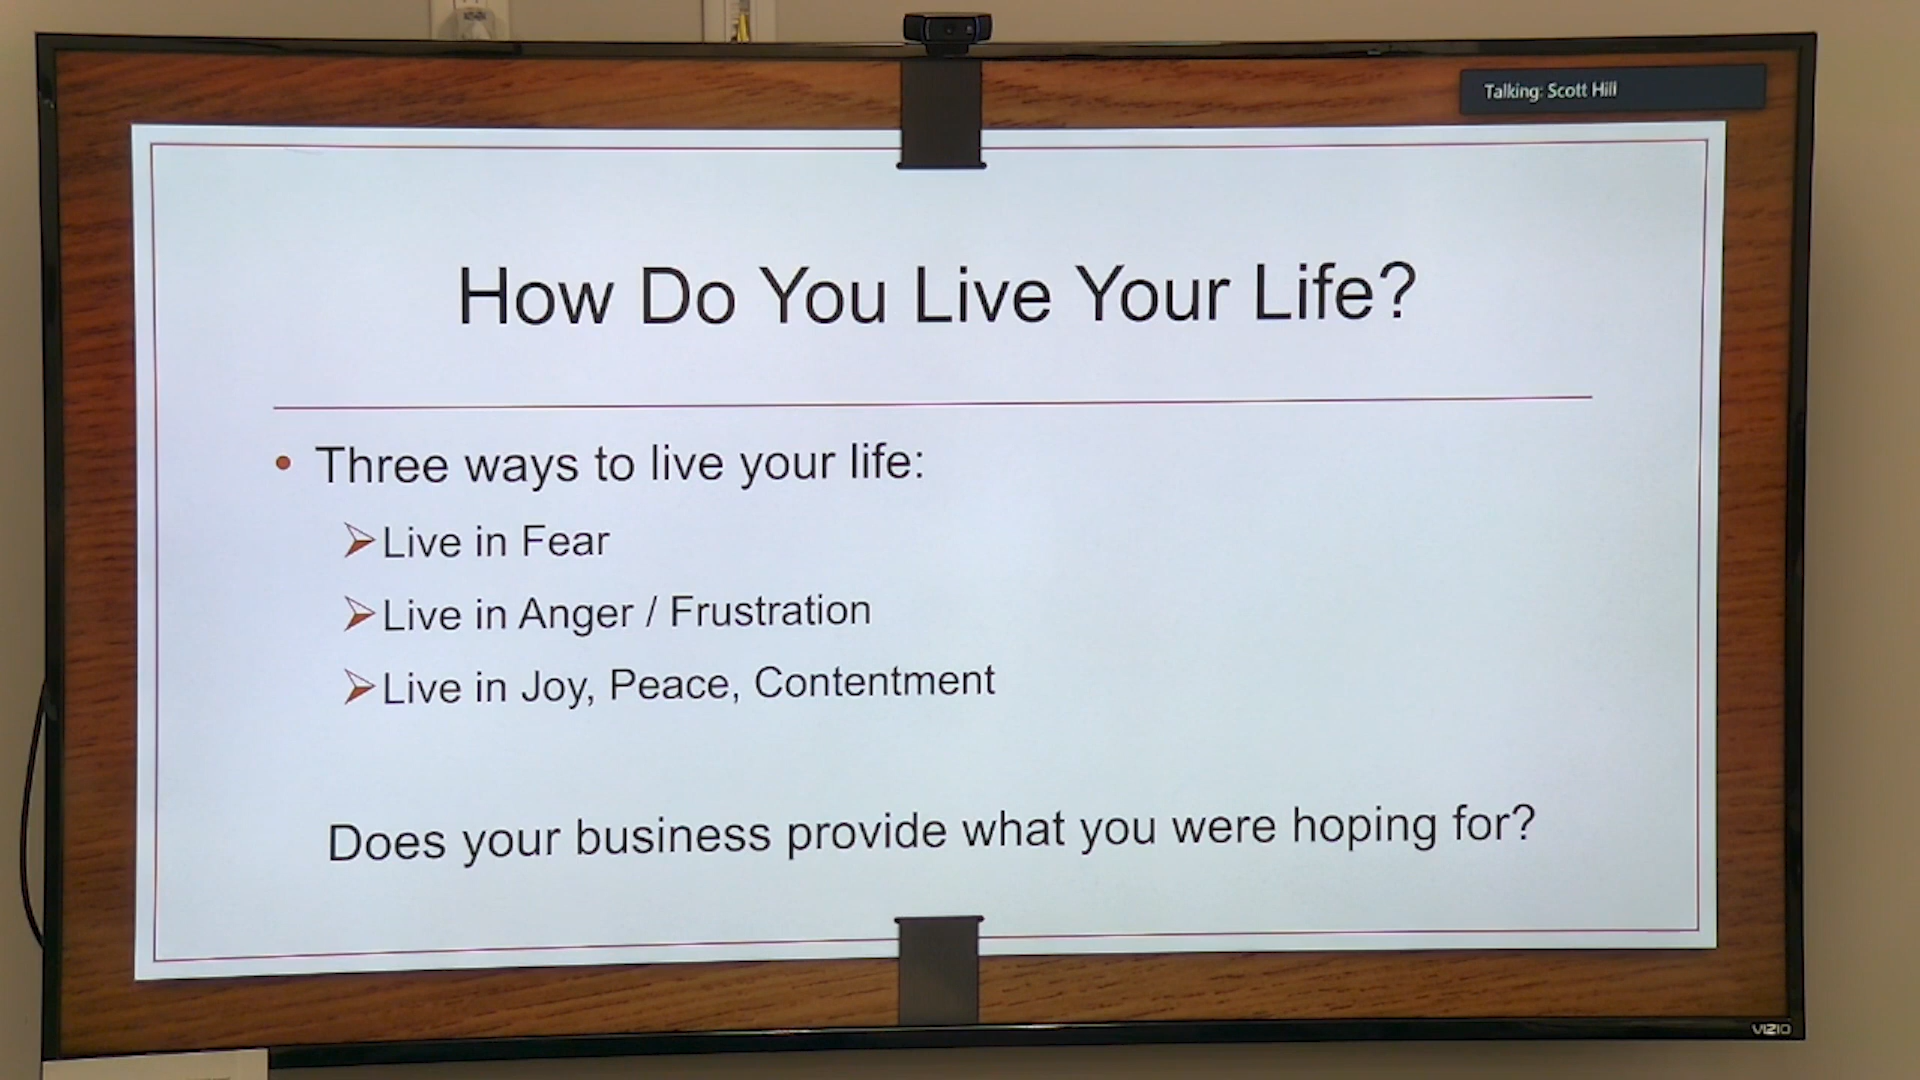 Talking: Scott Hill
How Do You Live Your Life?
• Three ways to live your life:
➢Live in Fear
➢Live in Anger / Frustration
➢Live in Joy, Peace, Contentment
Does your business provide what you were hoping for?
VIZIO